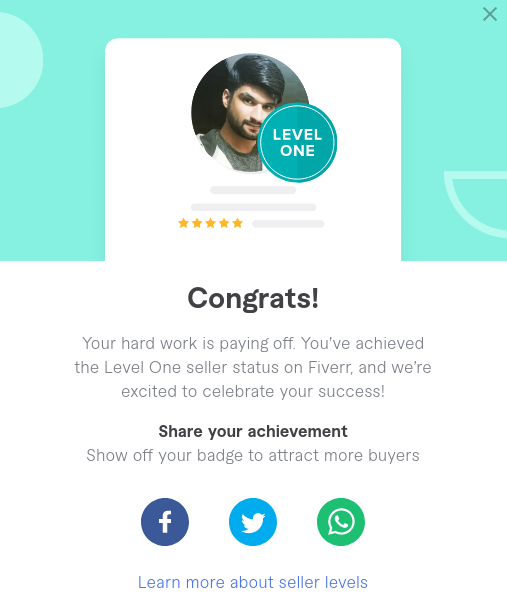 LEVEL
ONE
Congrats!
Your hard work is paying off. You’ve achieved
the Level One seller status on Fiverr, and we’re
excited to celebrate your success!
Share your achievement
Show off your badge to attract more buyers
Learn more about seller levels